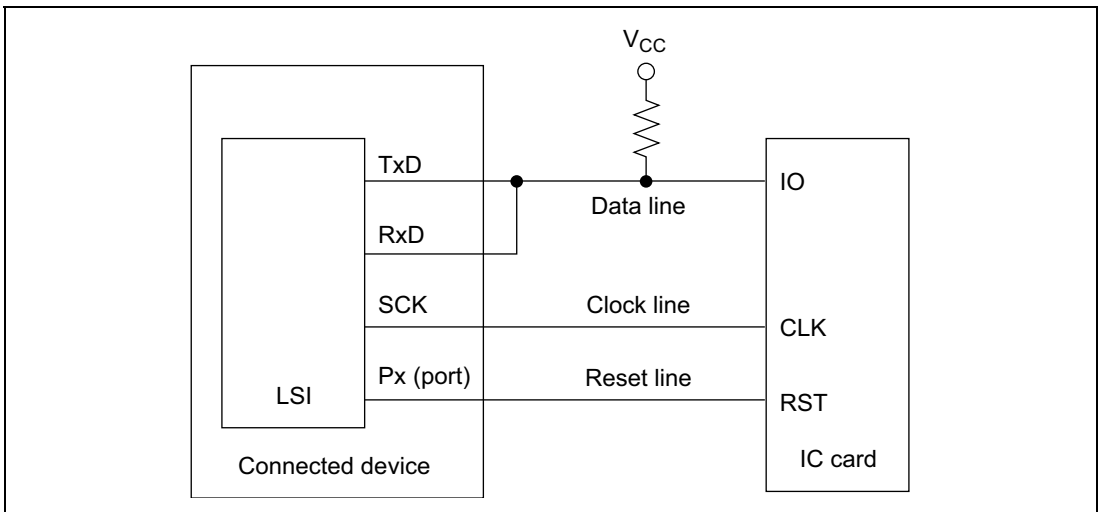 VCC
TxD
IO
Data line
RxD
SCK
Clock line
CLK
Px (port)
Reset line
LSI
RST
Connected device
IC card